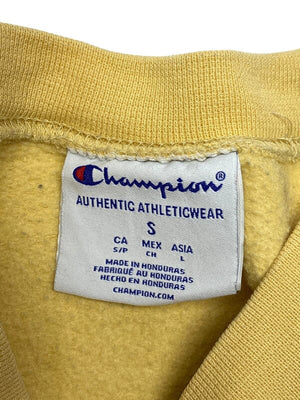 Champion®
AUTHENTIC ATHLETICWEAR
S
CA MEX ASIA
S/P CH L
MADE IN HONDURAS
FABRIQUÉ AU HONDURAS
HECHO EN HONDURAS
CHAMPION.COM